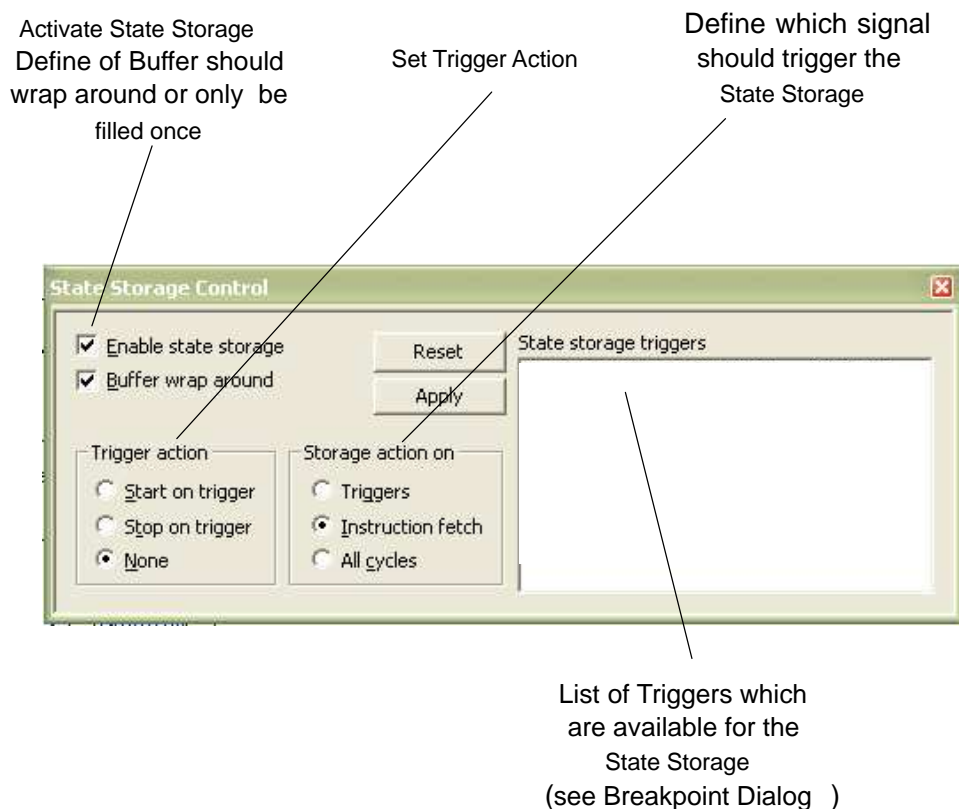 Activate State Storage
Define of Buffer should
wrap around or only be
filled once
Set Trigger Action
Define which signal
should trigger the
State Storage
State Storage Control
Enable state storage
Buffer wrap around
Reset
Apply
State storage triggers
Trigger action
Start on trigger
Stop on trigger
None
Storage action on
Triggers
Instruction fetch
All cycles
List of Triggers which
are available for the
State Storage
(see Breakpoint Dialog )